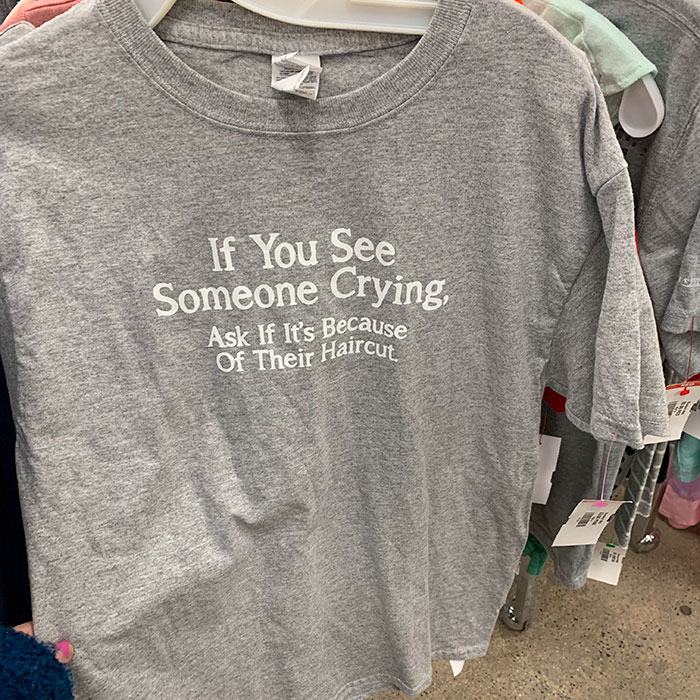 If You See
Someone Crying,
Ask If It's Because
Of Their Haircut.